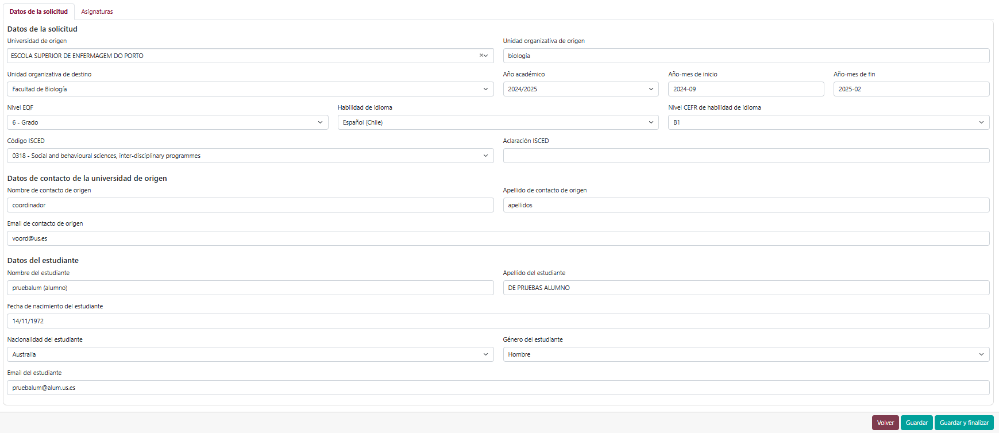 Datos de la solicitud
Asignaturas
Datos de la solicitud
Universidad de origen
Unidad organizativa de origen
ESCOLA SUPERIOR DE ENFERMAGEM DO PORTO
biologia
Unidad organizativa de destino
Año académico
Año-mes de inicio
Año-mes de fin
Facultad de Biología
2024/2025
2024-09
2025-02
Nivel EQF
Habilidad de idioma
Nivel CEFR de habilidad de idioma
6 - Grado
Español (Chile)
B1
Código ISCED
Aclaración ISCED
0318 - Social and behavioural sciences, inter-disciplinary programmes
Datos de contacto de la universidad de origen
Nombre de contacto de origen
Apellido de contacto de origen
coordinador
apellidos
Email de contacto de origen
voord@us.es
Datos del estudiante
Nombre del estudiante
Apellido del estudiante
pruebalum (alumno)
DE PRUEBAS ALUMNO
Fecha de nacimiento del estudiante
14/11/1972
Nacionalidad del estudiante
Género del estudiante
Australia
Hombre
Email del estudiante
pruebalum@alum.us.es
Volver
Guardar
Guardar y finalizar